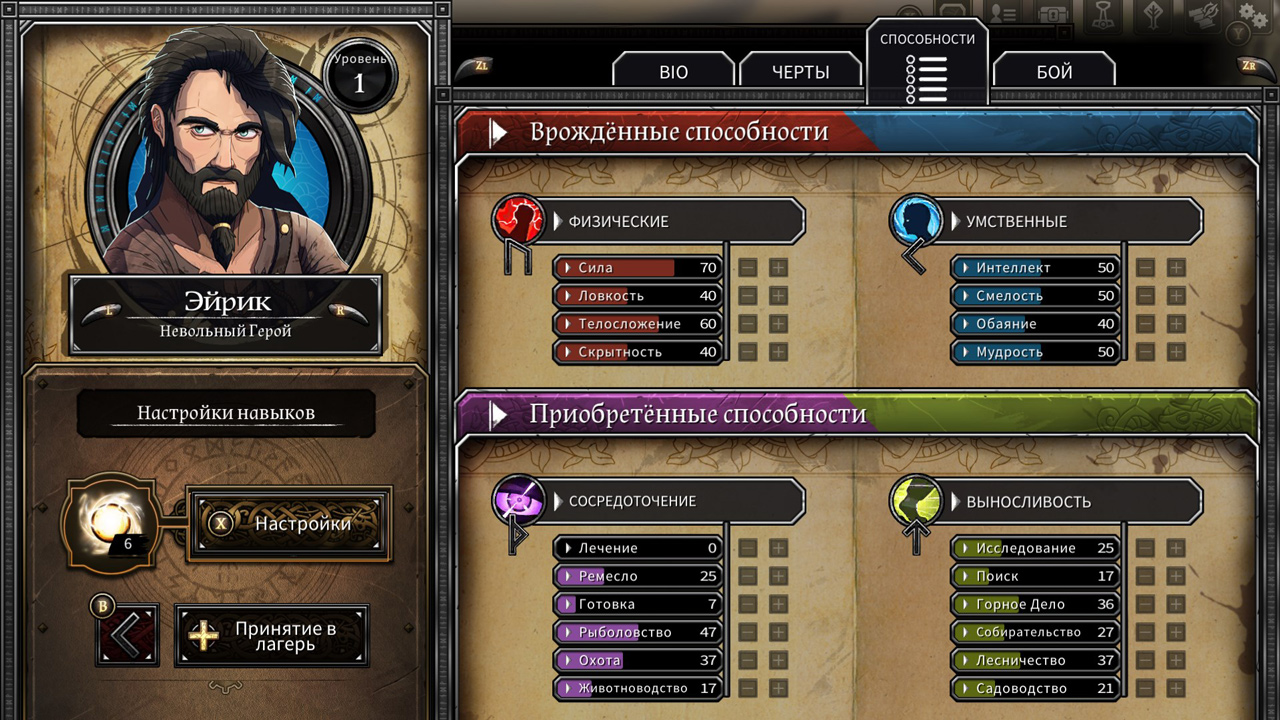 Уровень
1
Эйрик
L
R
Невольный Герой
Настройки навыков
6
X
Настройки
B
Принятие в
лагерь
ZL
BIO
ЧЕРТЫ
СПОСОБНОСТИ
БОЙ
Y
ZR
Врождённые способности
ФИЗИЧЕСКИЕ
Сила 70
Ловкость 40
Телосложение 60
Скрытность 40
УМСТВЕННЫЕ
Интеллект 50
Смелость 50
Обаяние 40
Мудрость 50
Приобретённые способности
СОСРЕДОТОЧЕНИЕ
Лечение 0
Ремесло 25
Готовка 7
Рыболовство 47
Охота 37
Животноводство 17
ВЫНОСЛИВОСТЬ
Исследование 25
Поиск 17
Горное Дело 36
Собирательство 27
Лесничество 37
Садоводство 21